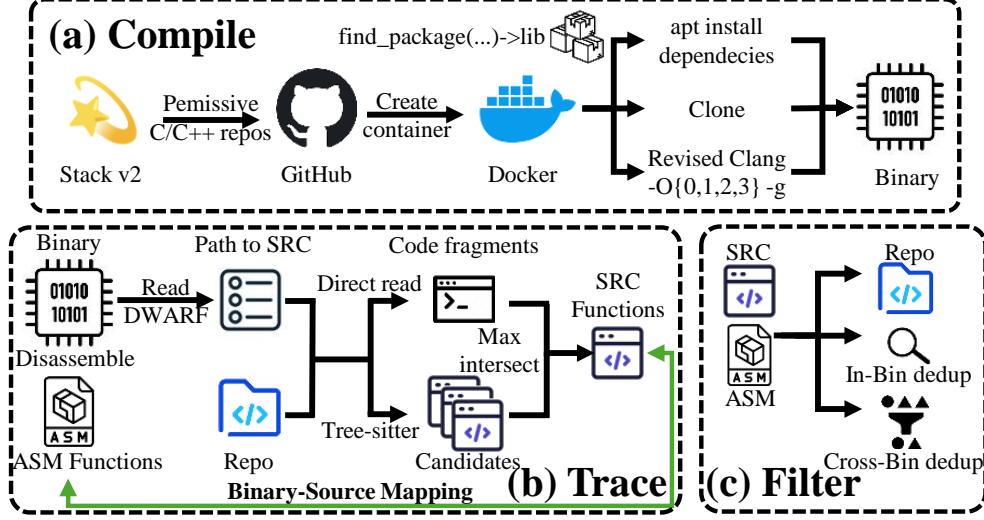 (a) Compile
find_package(...)->lib
apt install
dependecies
Pemissive
C/C++ repos
Create
container
Clone
01010
10101
Stack v2
GitHub
Docker
Revised Clang
-O{0,1,2,3} -g
Binary
Binary
Path to SRC
Code fragments
01010
10101
Read
DWARF
Direct read
>_
SRC
Functions
Max
intersect
</>
Disassemble
ASM
</>
Tree-sitter
</>
ASM Functions
Repo
Candidates
Binary-Source Mapping
(b) Trace
SRC
</>
Repo
</>
ASM
ASM
In-Bin dedup
Cross-Bin dedup
(c) Filter